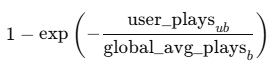 1 − exp ( − user_plays_ub / global_avg_plays_b )